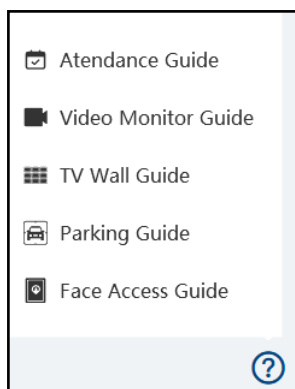 Atendance Guide
Video Monitor Guide
TV Wall Guide
Parking Guide
Face Access Guide
?